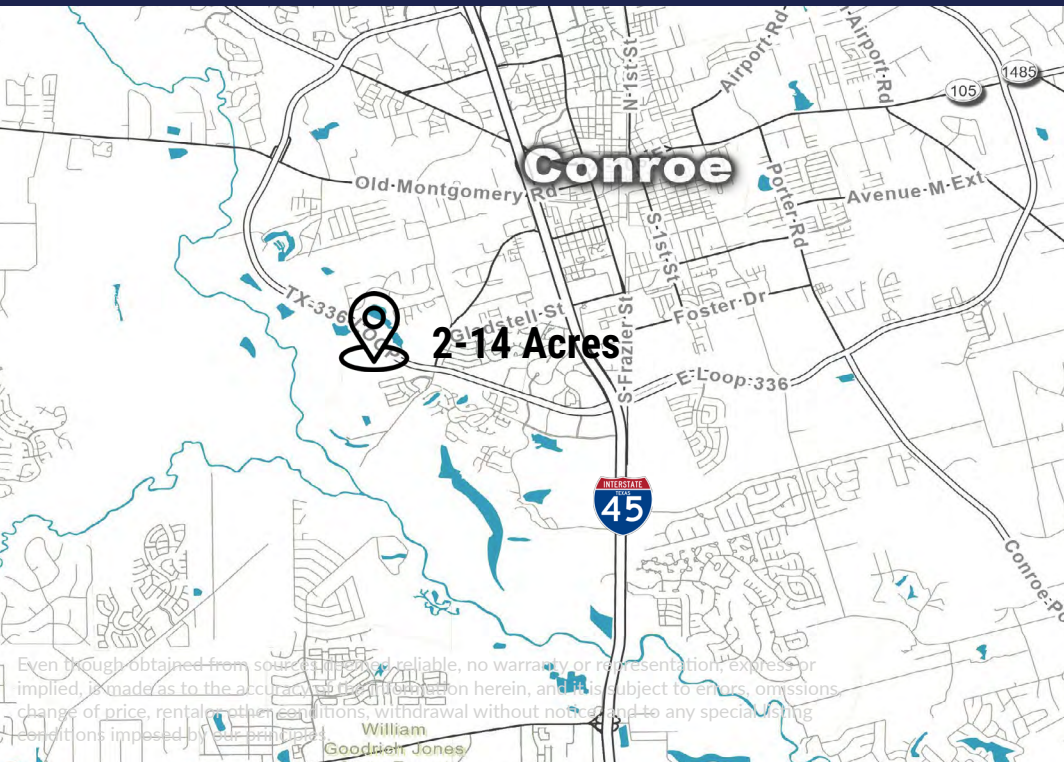 N 1st St
Airport Rd
Airport Rd
1485
105
Conroe
Old Montgomery Rd
Porter Rd
Avenue M Ext
S 1st St
TX-336 LOOP
Gladstell St
Foster Dr
2-14 Acres
S Frazier St
E Loop 336
INTERSTATE
TEXAS
45
Conroe
Even though obtained from sources deemed reliable, no warranty or representation, express or
implied, is made as to the accuracy of the information herein, and it is subject to errors, omissions,
change of price, rental or other conditions, withdrawal without notice, and to any special listing
conditions imposed by our principles.
William
Goodrich Jones